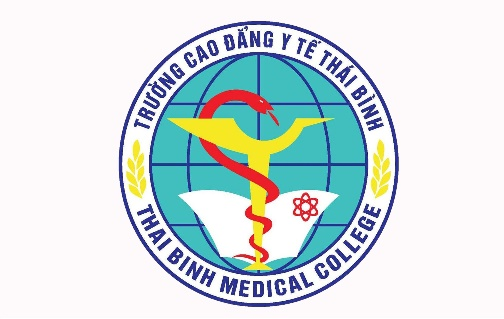 TRƯỜNG CAO ĐẲNG Y TẾ THÁI BÌNH
THAI BINH MEDICAL COLLEGE